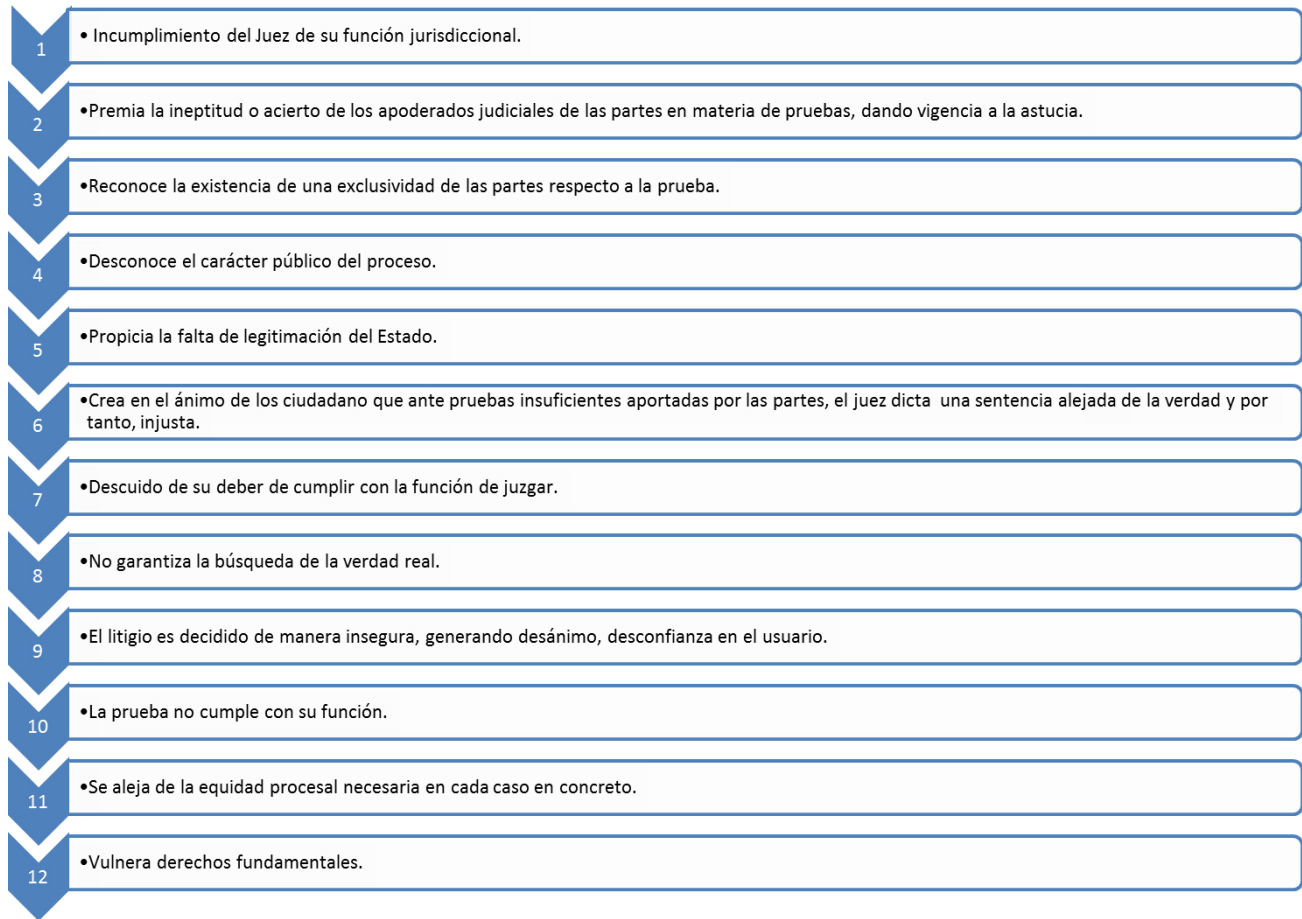 1
• Incumplimiento del Juez de su función jurisdiccional.
2
•Premia la ineptitud o acierto de los apoderados judiciales de las partes en materia de pruebas, dando vigencia a la astucia.
3
•Reconoce la existencia de una exclusividad de las partes respecto a la prueba.
4
•Desconoce el carácter público del proceso.
5
•Propicia la falta de legitimación del Estado.
6
•Crea en el ánimo de los ciudadano que ante pruebas insuficientes aportadas por las partes, el juez dicta una sentencia alejada de la verdad y por
tanto, injusta.
7
•Descuido de su deber de cumplir con la función de juzgar.
8
•No garantiza la búsqueda de la verdad real.
9
•El litigio es decidido de manera insegura, generando desánimo, desconfianza en el usuario.
10
•La prueba no cumple con su función.
11
•Se aleja de la equidad procesal necesaria en cada caso en concreto.
12
•Vulnera derechos fundamentales.